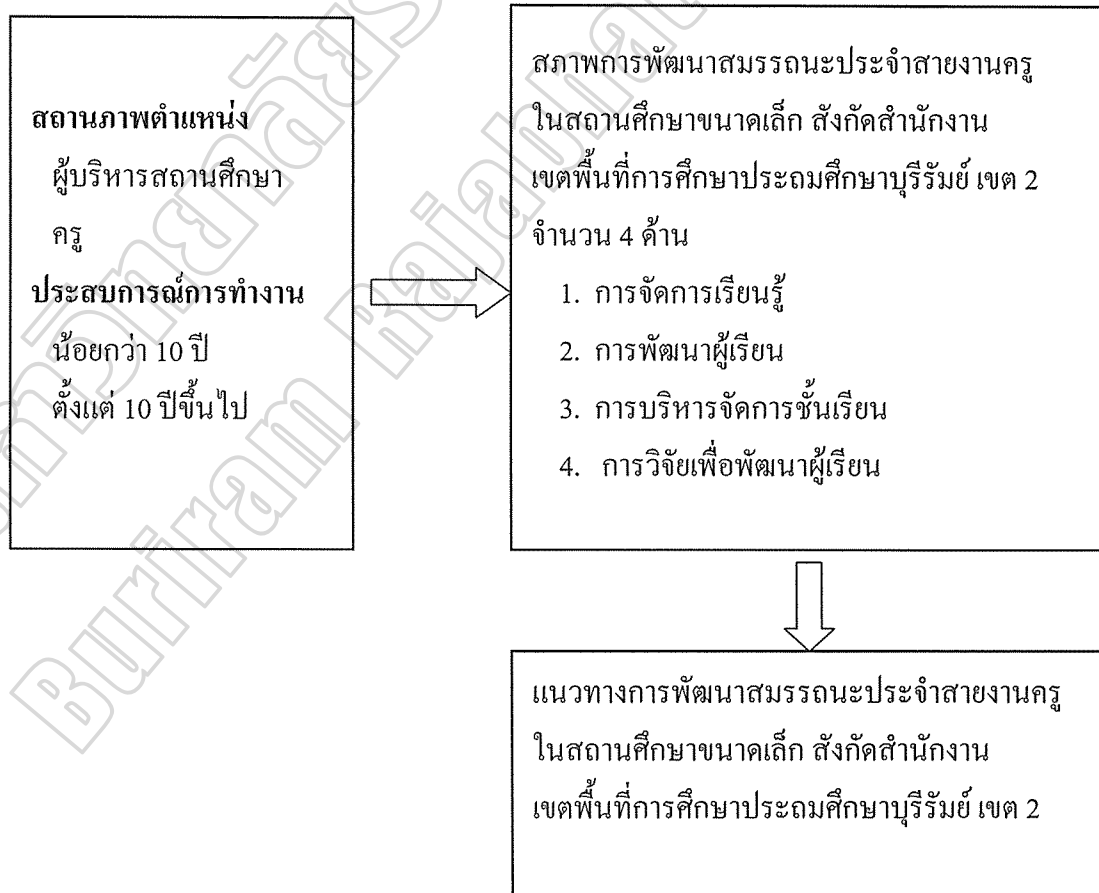 สถานภาพตำแหน่ง
ผู้บริหารสถานศึกษา
ครู
ประสบการณ์การทำงาน
น้อยกว่า 10 ปี
ตั้งแต่ 10 ปีขึ้นไป
สภาพการพัฒนาสมรรถนะประจำสายงานครู
ในสถานศึกษาขนาดเล็ก สังกัดสำนักงาน
เขตพื้นที่การศึกษาประถมศึกษาบุรีรัมย์ เขต 2
จำนวน 4 ด้าน
1. การจัดการเรียนรู้
2. การพัฒนาผู้เรียน
3. การบริหารจัดการชั้นเรียน
4. การวิจัยเพื่อพัฒนาผู้เรียน
แนวทางการพัฒนาสมรรถนะประจำสายงานครู
ในสถานศึกษาขนาดเล็ก สังกัดสำนักงาน
เขตพื้นที่การศึกษาประถมศึกษาบุรีรัมย์ เขต 2
Buriram Rajabhat